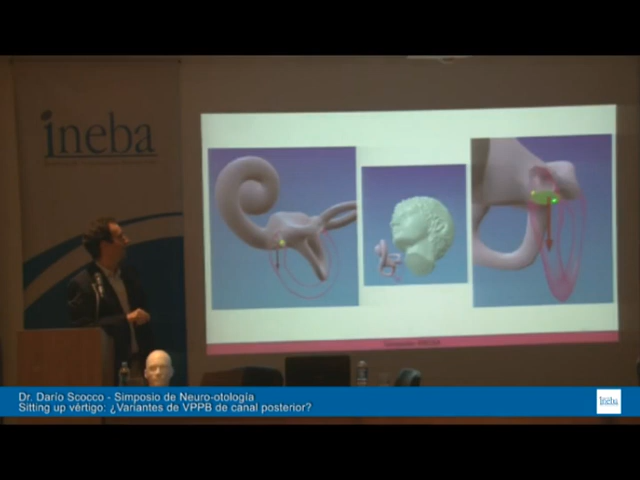 ineba
Dr. Darío Scocco - Simposio de Neuro-otología
Sitting up vértigo: ¿Variantes de VPPB de canal posterior?
Ineba